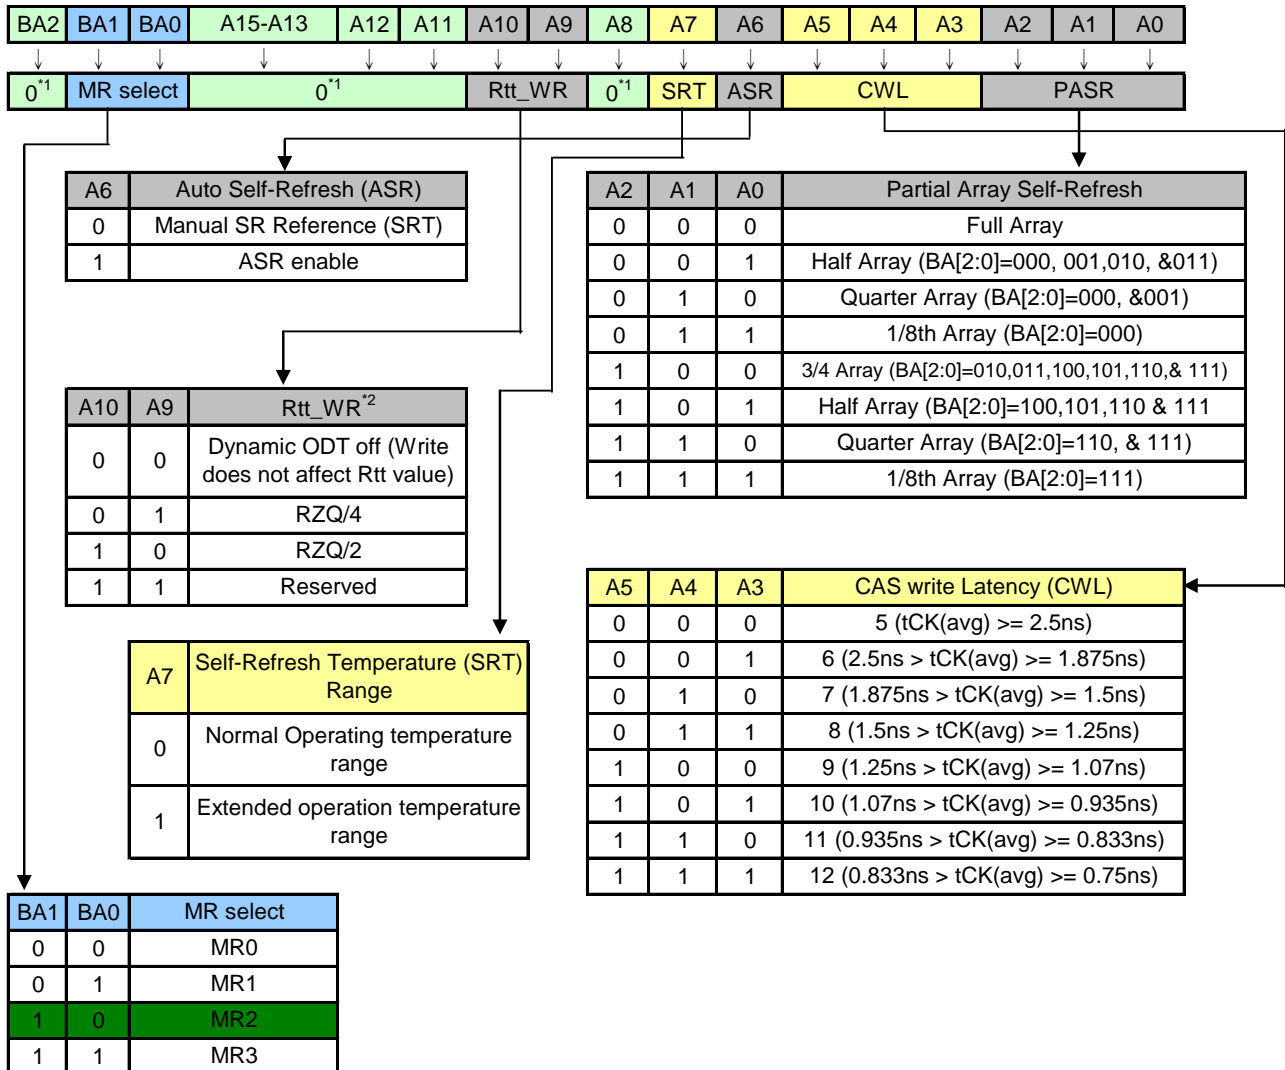 BA2 BA1 BA0 A15-A13 A12 A11 A10 A9 A8 A7 A6 A5 A4 A3 A2 A1 A0
0*1 MR select 0*1 Rtt_WR 0*1 SRT ASR CWL PASR
A6 Auto Self-Refresh (ASR)
0 Manual SR Reference (SRT)
1 ASR enable
A2 A1 A0 Partial Array Self-Refresh
0 0 0 Full Array
0 0 1 Half Array (BA[2:0]=000, 001,010, &011)
0 1 0 Quarter Array (BA[2:0]=000, &001)
0 1 1 1/8th Array (BA[2:0]=000)
1 0 0 3/4 Array (BA[2:0]=010,011,100,101,110,& 111)
1 0 1 Half Array (BA[2:0]=100,101,110 & 111
1 1 0 Quarter Array (BA[2:0]=110, & 111)
1 1 1 1/8th Array (BA[2:0]=111)
A10 A9 Rtt_WR*2
0 0 Dynamic ODT off (Write
does not affect Rtt value)
0 1 RZQ/4
1 0 RZQ/2
1 1 Reserved
A5 A4 A3 CAS write Latency (CWL)
0 0 0 5 (tCK(avg) >= 2.5ns)
0 0 1 6 (2.5ns > tCK(avg) >= 1.875ns)
0 1 0 7 (1.875ns > tCK(avg) >= 1.5ns)
0 1 1 8 (1.5ns > tCK(avg) >= 1.25ns)
1 0 0 9 (1.25ns > tCK(avg) >= 1.07ns)
1 0 1 10 (1.07ns > tCK(avg) >= 0.935ns)
1 1 0 11 (0.935ns > tCK(avg) >= 0.833ns)
1 1 1 12 (0.833ns > tCK(avg) >= 0.75ns)
A7 Self-Refresh Temperature (SRT)
Range
0 Normal Operating temperature
range
1 Extended operation temperature
range
BA1 BA0 MR select
0 0 MR0
0 1 MR1
1 0 MR2
1 1 MR3